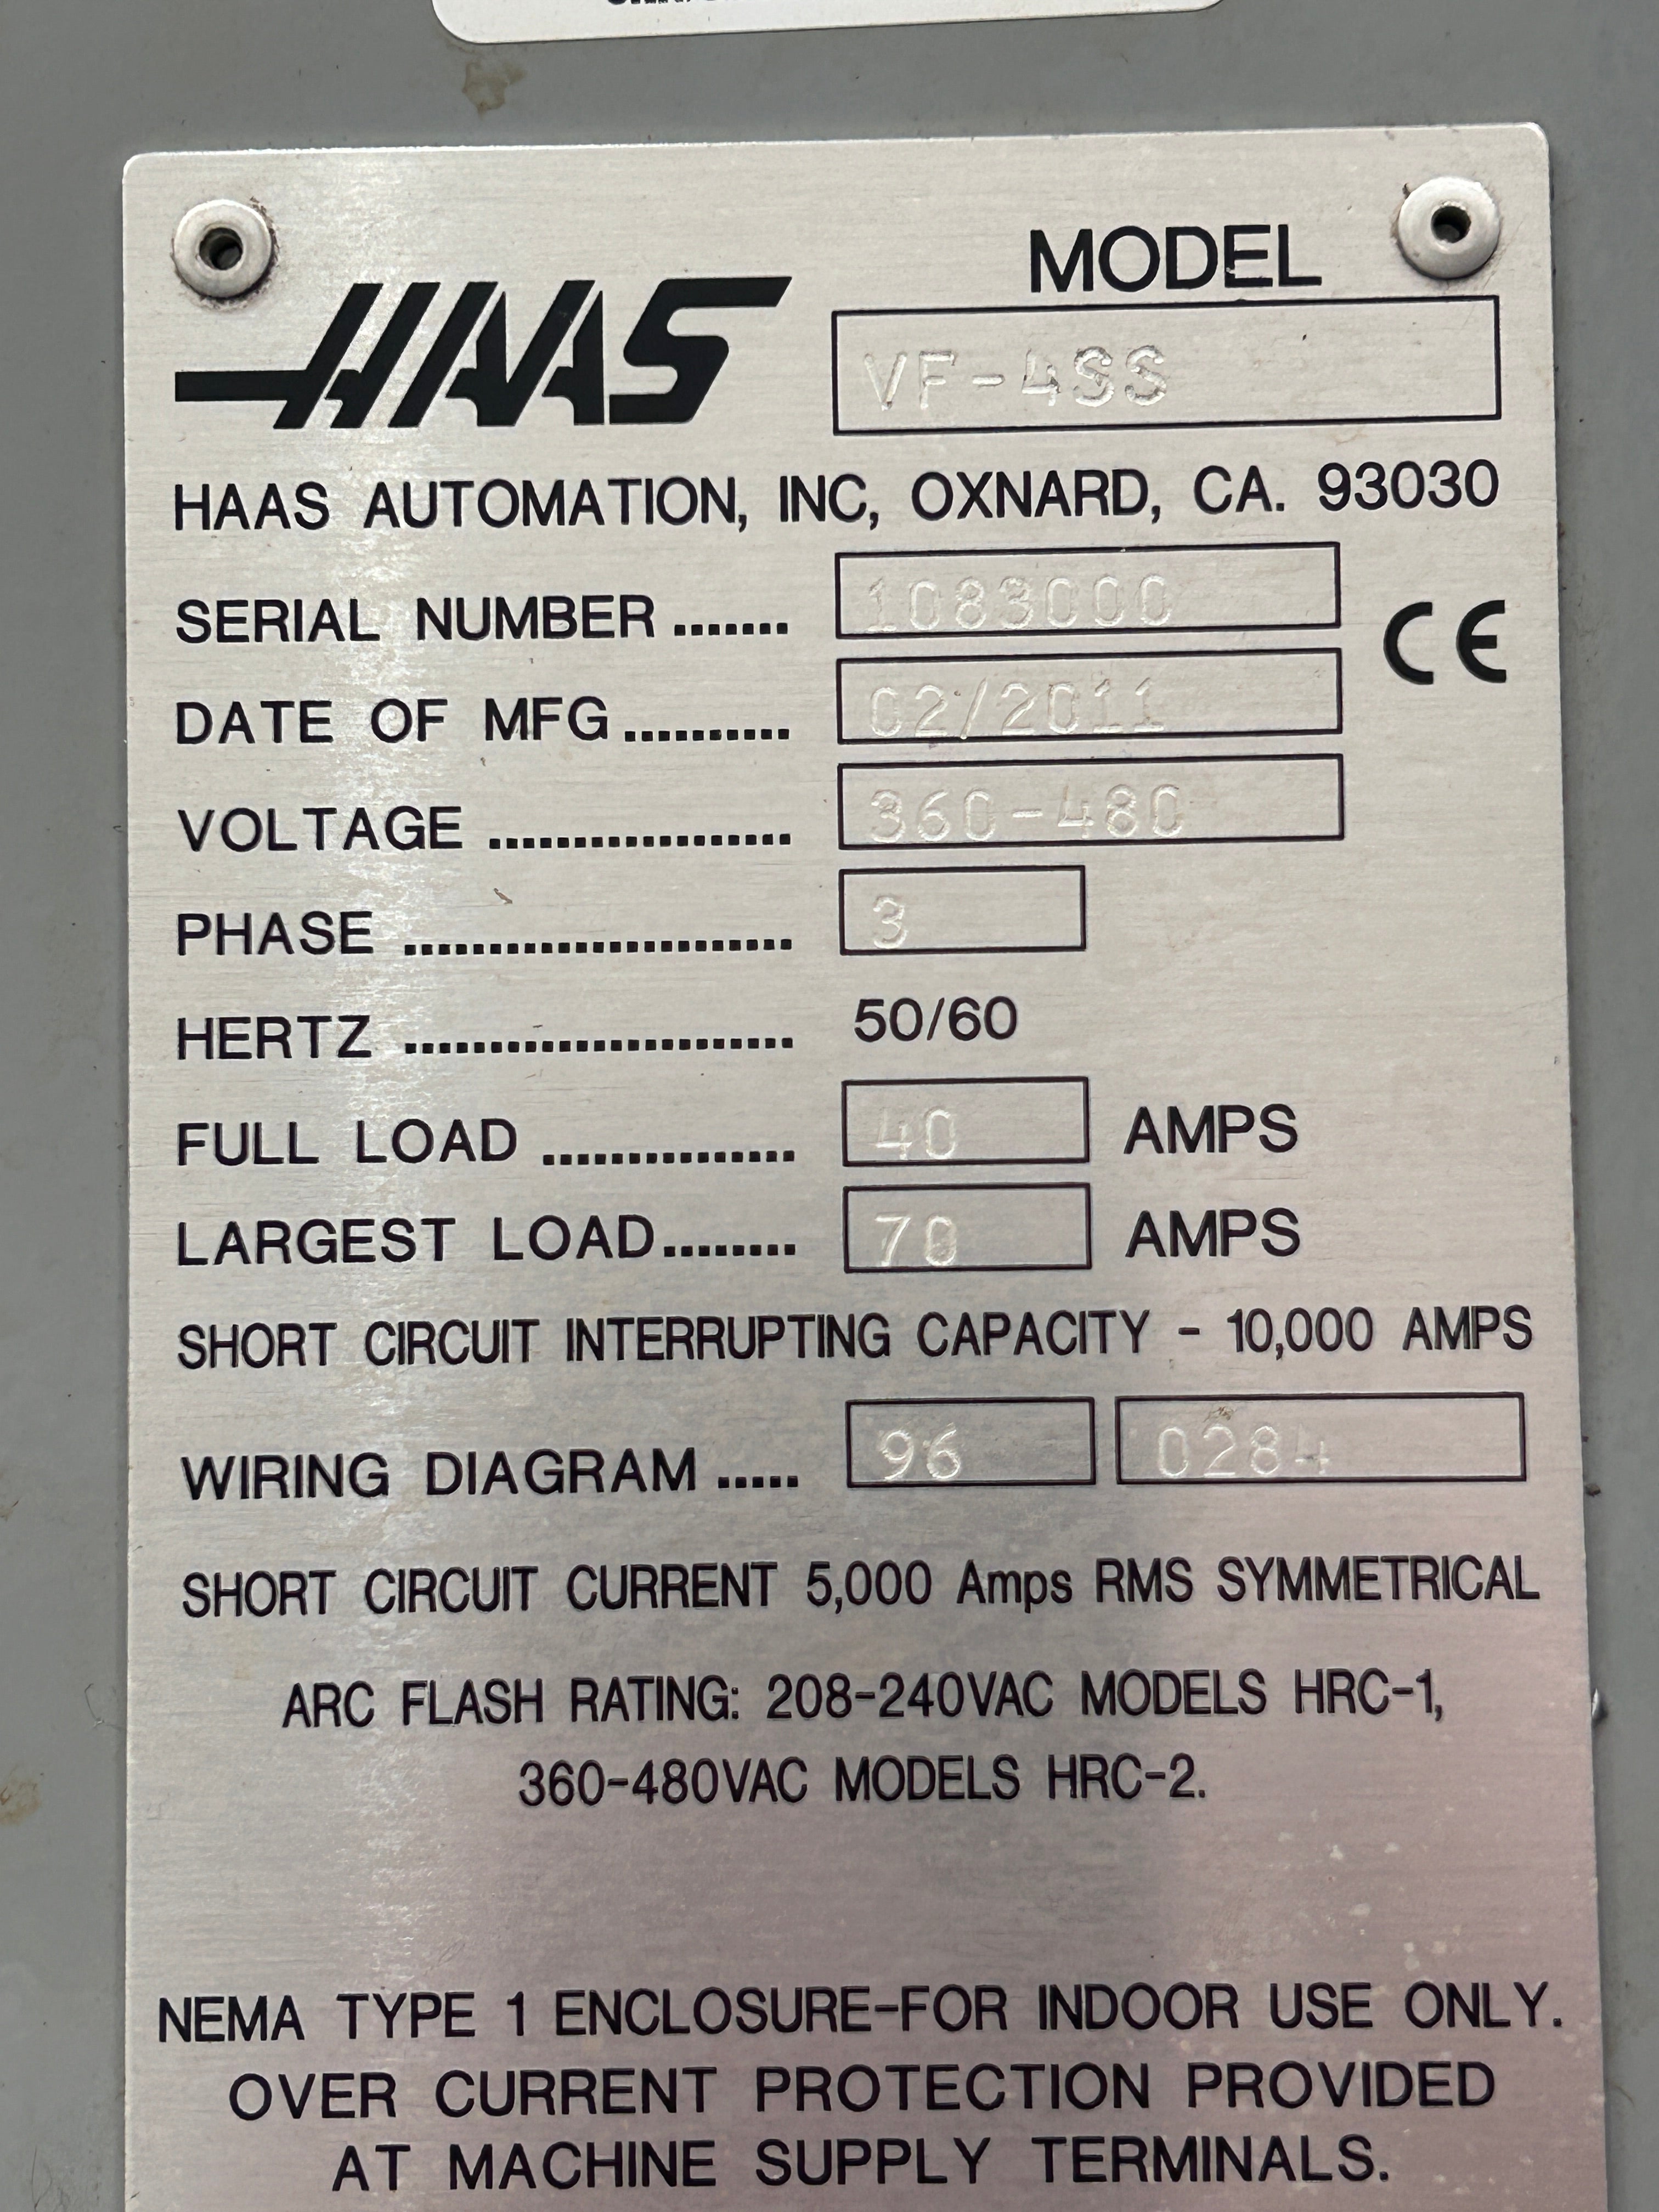 MODEL
HAAS VF-4SS
HAAS AUTOMATION, INC, OXNARD, CA. 93030
SERIAL NUMBER ....... 1083000
CE
DATE OF MFG .......... 02/2011
VOLTAGE .................. 360-480
PHASE ....................... 3
HERTZ ....................... 50/60
FULL LOAD ............... 40 AMPS
LARGEST LOAD ........ 70 AMPS
SHORT CIRCUIT INTERRUPTING CAPACITY - 10,000 AMPS
WIRING DIAGRAM ..... 96 0284
SHORT CIRCUIT CURRENT 5,000 Amps RMS SYMMETRICAL
ARC FLASH RATING: 208-240VAC MODELS HRC-1,
360-480VAC MODELS HRC-2.
NEMA TYPE 1 ENCLOSURE-FOR INDOOR USE ONLY.
OVER CURRENT PROTECTION PROVIDED
AT MACHINE SUPPLY TERMINALS.